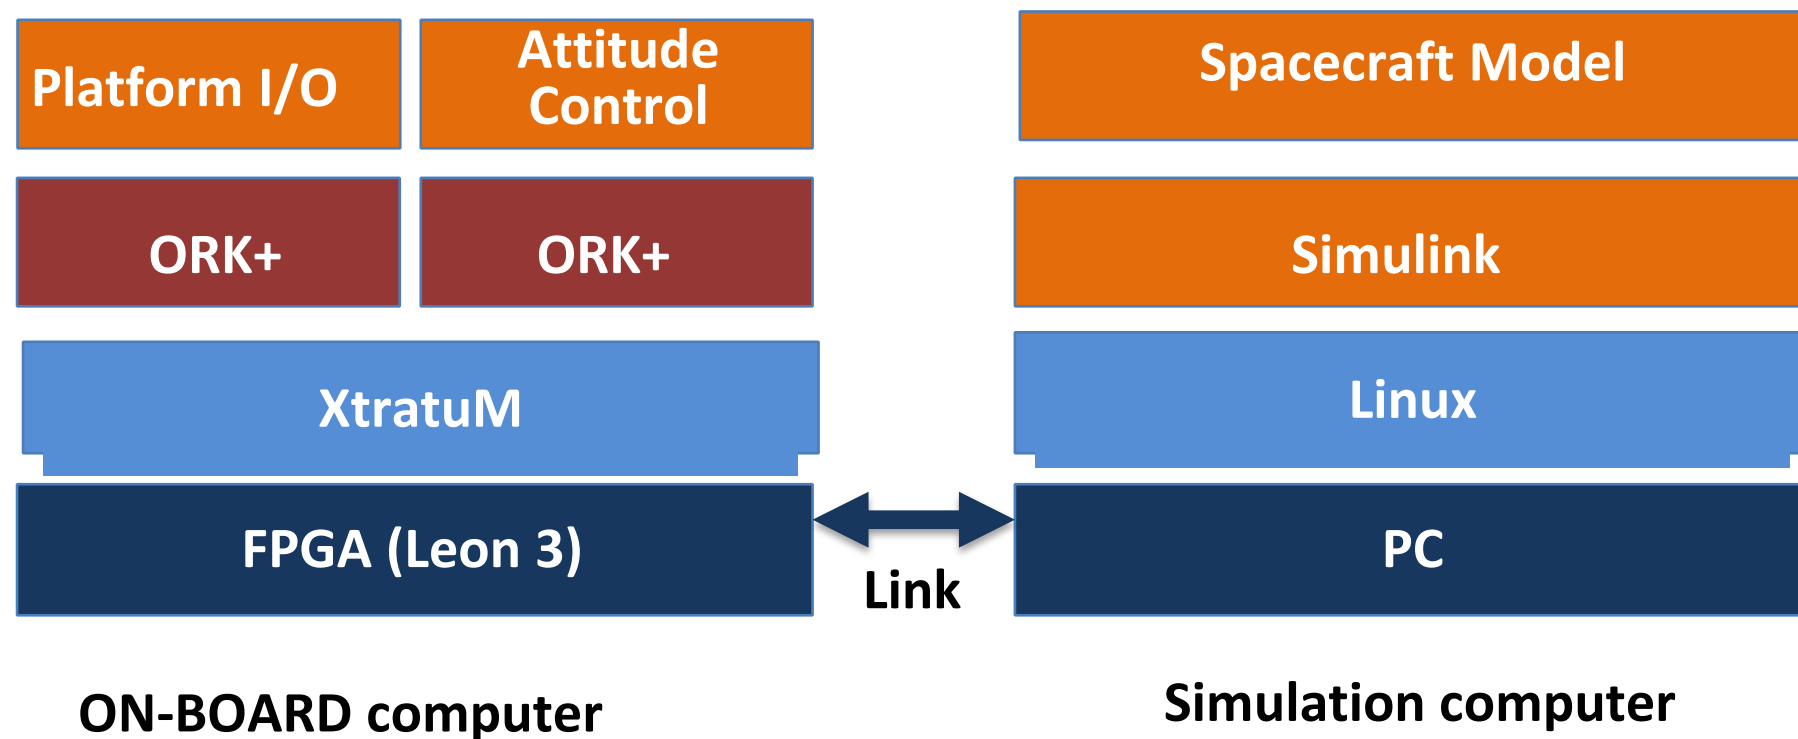 Platform I/O
Attitude
Control
Spacecraft Model
ORK+
ORK+
Simulink
XtratuM
Linux
FPGA (Leon 3)
Link
PC
ON-BOARD computer
Simulation computer